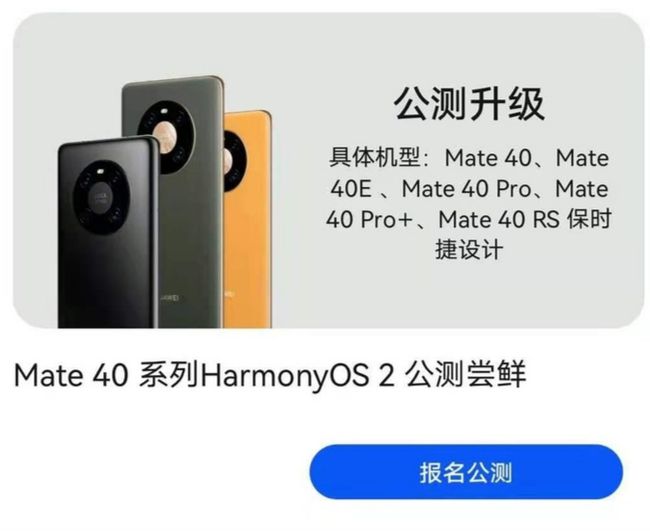 公测升级
具体机型：Mate 40、Mate
40E 、Mate 40 Pro、Mate
40 Pro+、Mate 40 RS 保时
捷设计
HUAWEI
Mate 40 系列HarmonyOS 2 公测尝鲜
报名公测